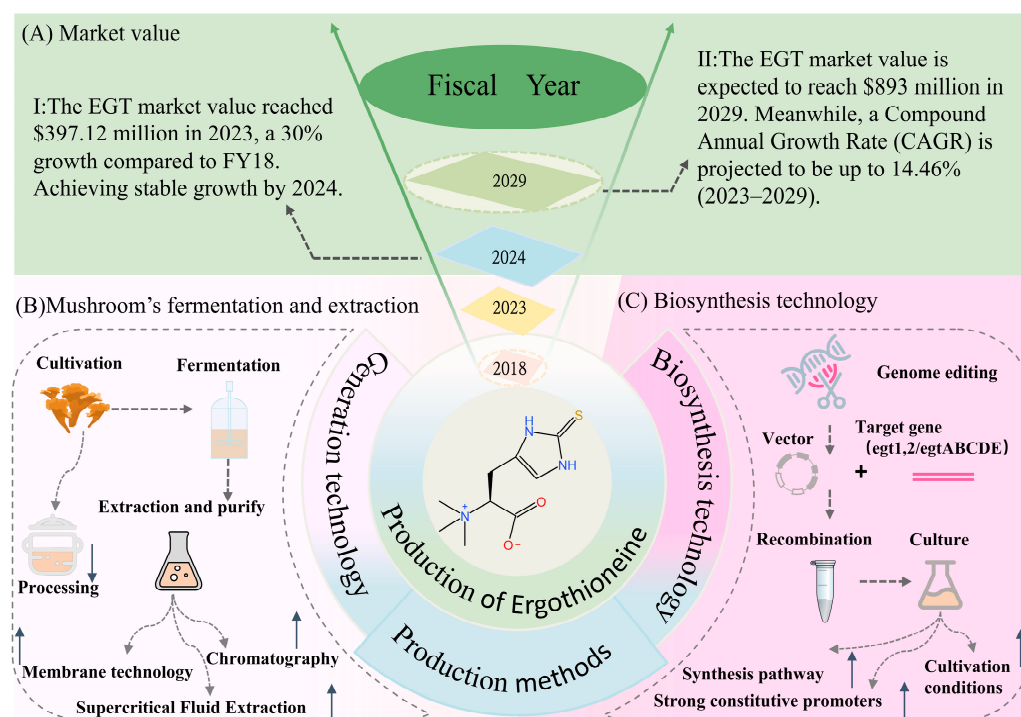 (A) Market value
Fiscal Year
I:The EGT market value reached
$397.12 million in 2023, a 30%
growth compared to FY18.
Achieving stable growth by 2024.
II:The EGT market value is
expected to reach $893 million in
2029. Meanwhile, a Compound
Annual Growth Rate (CAGR) is
projected to be up to 14.46%
(2023–2029).
2029
2024
2023
2018
(B)Mushroom's fermentation and extraction
Cultivation
Fermentation
Extraction and purify
Processing
Membrane technology
Chromatography
Supercritical Fluid Extraction
Generation technology
Production methods
Biosynthesis technology
Production of Ergothioneine
H
N
S
NH
N
+
O
O⁻
(C) Biosynthesis technology
Genome editing
Vector
+
Target gene
(egt1,2/egtABCDE)
Recombination
Culture
Synthesis pathway
Strong constitutive promoters
Cultivation
conditions